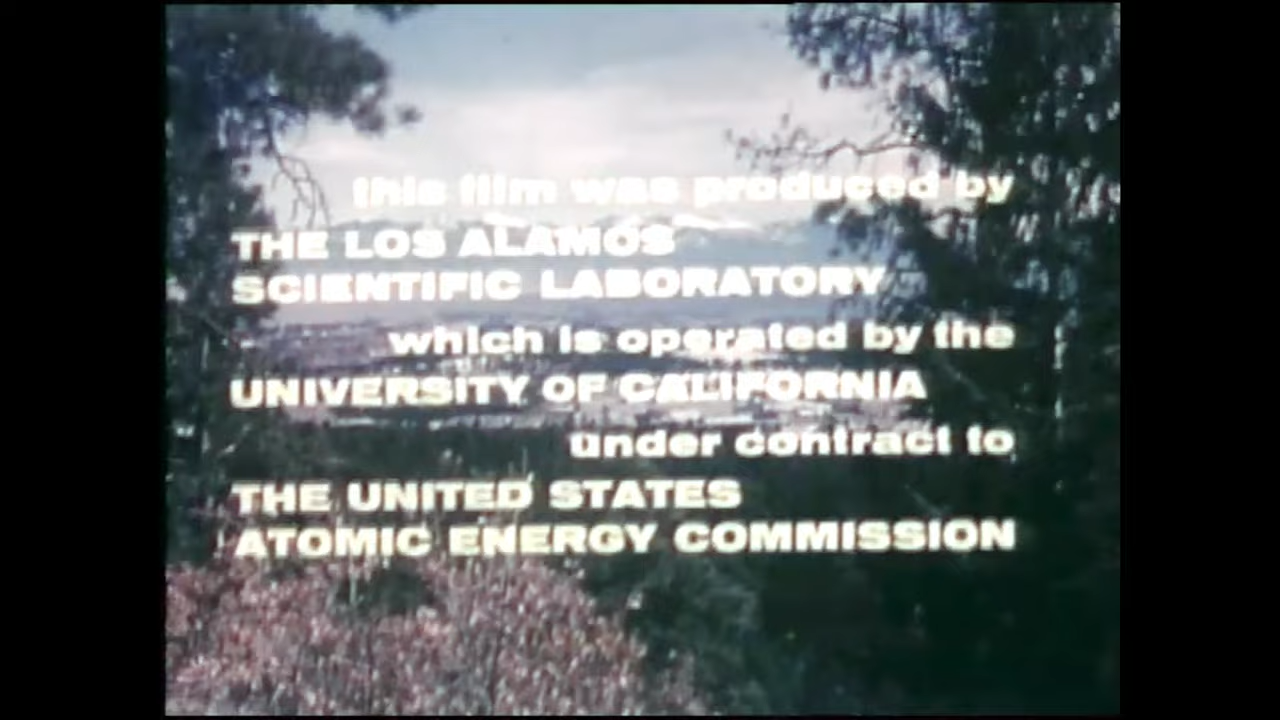 this film was produced by
THE LOS ALAMOS
SCIENTIFIC LABORATORY
which is operated by the
UNIVERSITY OF CALIFORNIA
under contract to
THE UNITED STATES
ATOMIC ENERGY COMMISSION